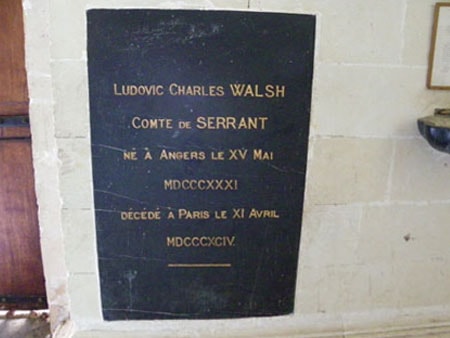 LUDOVIC CHARLES WALSH
COMTE DE SERRANT
NÉ À ANGERS LE XV MAI
MDCCCXXXI
DÉCÉDÉ À PARIS LE XI AVRIL
MDCCCXCIV.